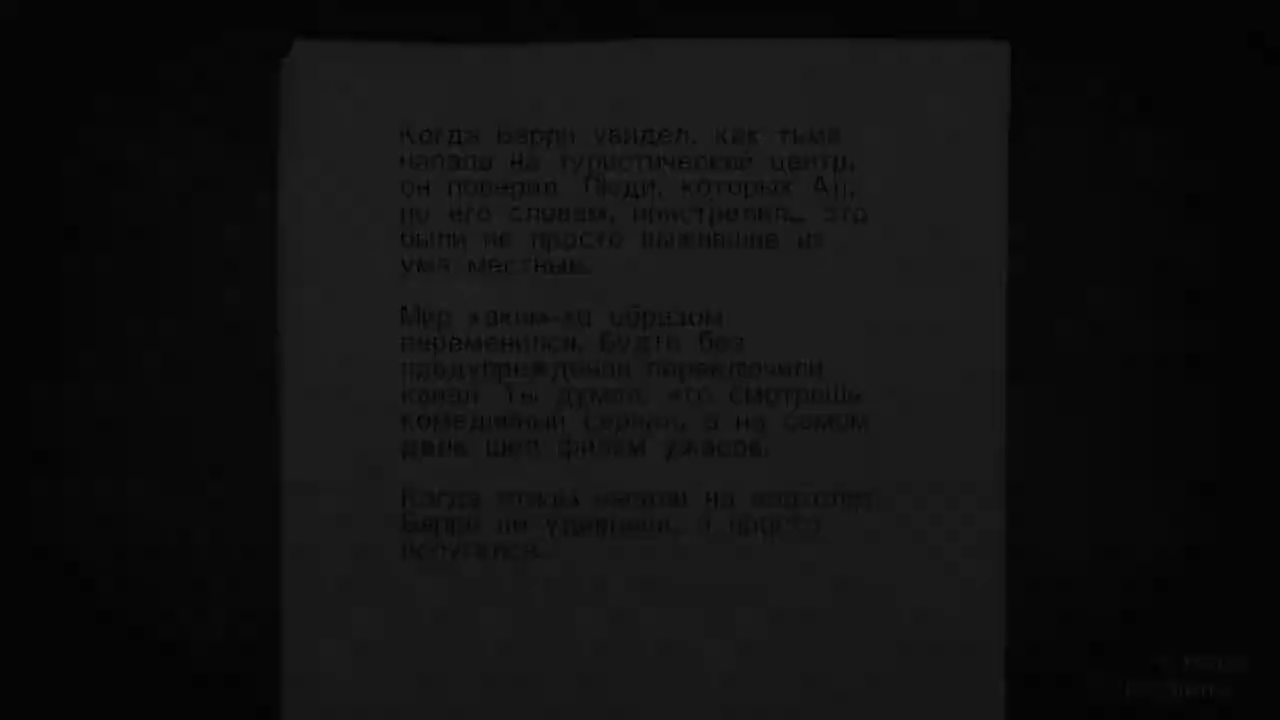 Когда Барри увидел, как тьма
напала на туристический центр,
он поверил. Люди, которых Ал,
по его словам, пристрелил… это
были не просто выжившие из
ума местные.
Мир каким-то образом
переменился. Будто без
предупреждения переключили
канал. Ты думал, что смотришь
комедийный сериал, а на самом
деле шел фильм ужасов.
Когда птицы напали на вертолет,
Барри не удивился, а просто
испугался.